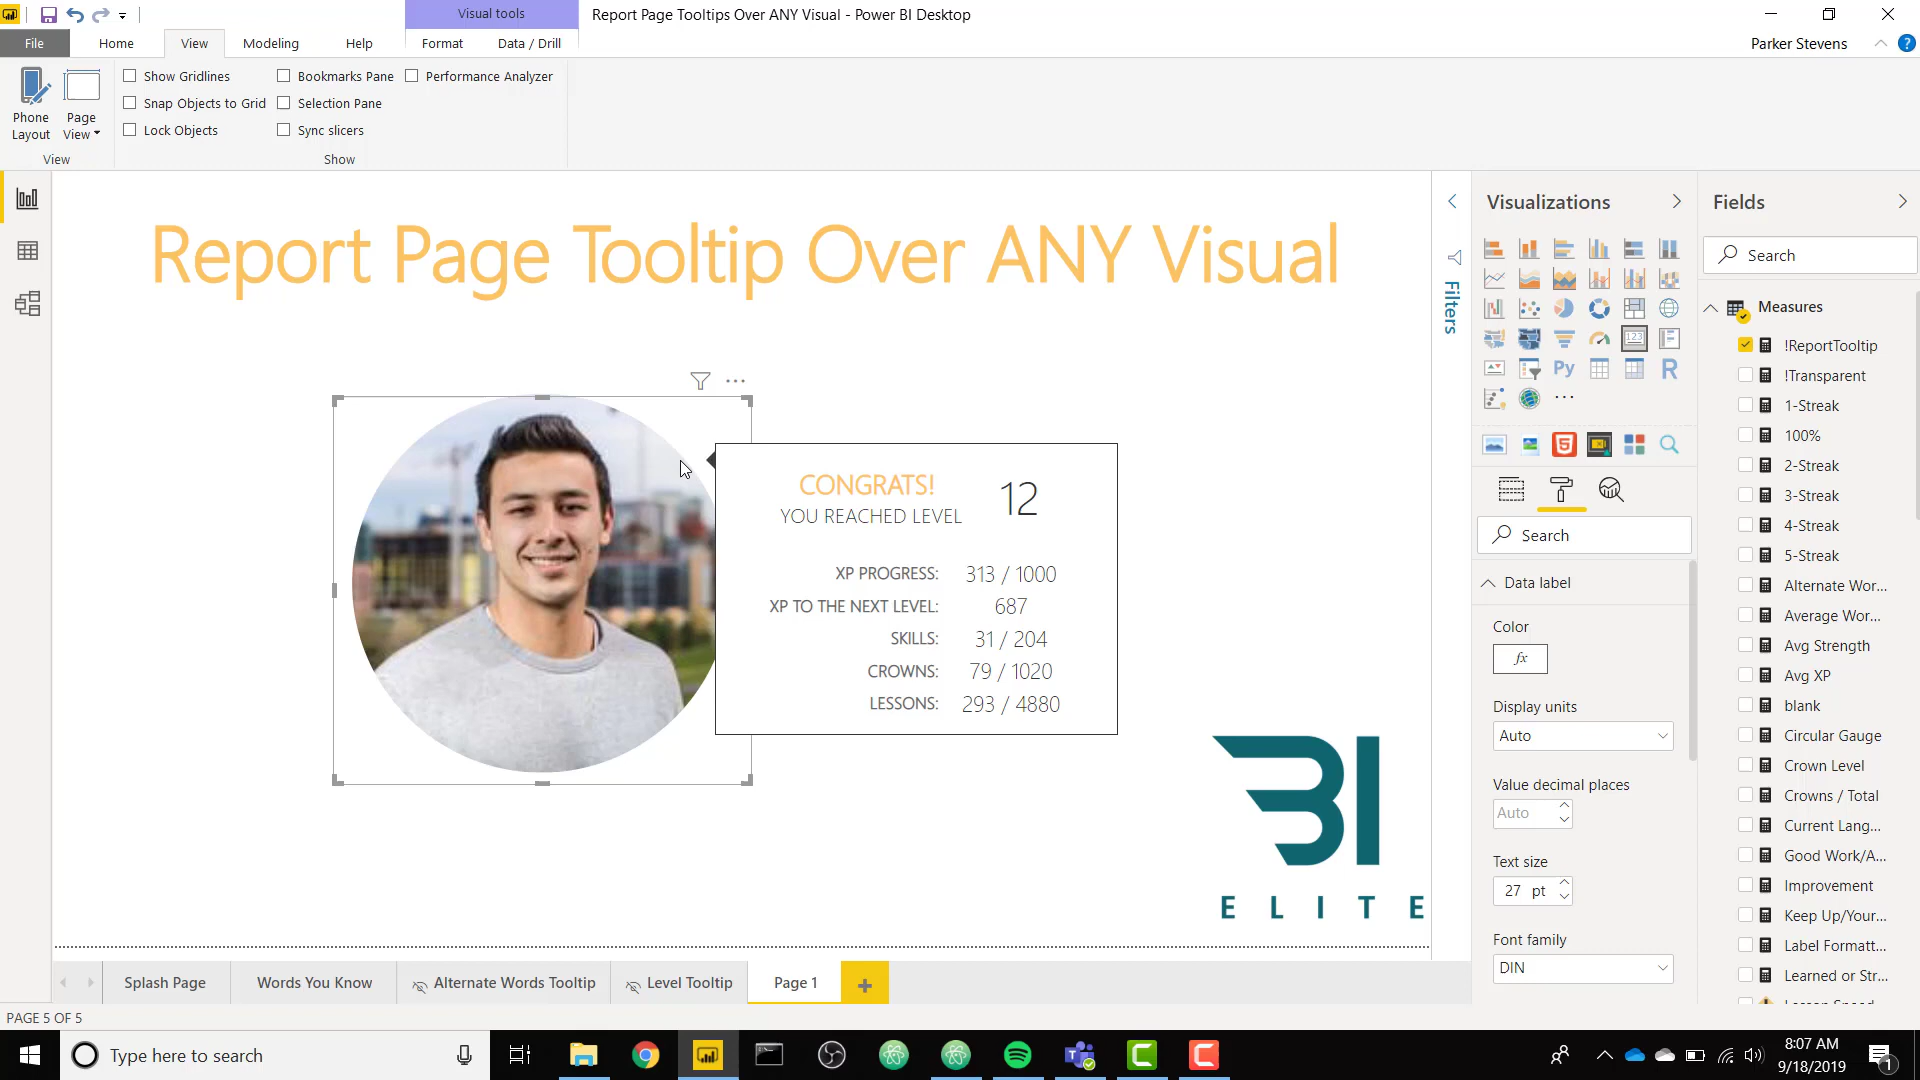 Visual tools
Report Page Tooltips Over ANY Visual - Power BI Desktop
File
Home
View
Modeling
Help
Format
Data / Drill
Parker Stevens
?
Phone Layout
Page View
Show Gridlines
Snap Objects to Grid
Lock Objects
Bookmarks Pane
Selection Pane
Sync slicers
Performance Analyzer
View
Show
Report Page Tooltip Over ANY Visual
CONGRATS!
YOU REACHED LEVEL
12
XP PROGRESS: 313 / 1000
XP TO THE NEXT LEVEL: 687
SKILLS: 31 / 204
CROWNS: 79 / 1020
LESSONS: 293 / 4880
BI
ELITE
Filters
Visualizations
123
Py
R
5
Search
Data label
Color
fx
Display units
Auto
Value decimal places
Auto
Text size
27 pt
Font family
DIN
Fields
Search
Measures
!ReportTooltip
!Transparent
1-Streak
100%
2-Streak
3-Streak
4-Streak
5-Streak
Alternate Wor...
Average Wor...
Avg Strength
Avg XP
blank
Circular Gauge
Crown Level
Crowns / Total
Current Lang...
Good Work/A...
Improvement
Keep Up/Your...
Label Formatt...
Learned or Str...
Splash Page
Words You Know
Alternate Words Tooltip
Level Tooltip
Page 1
+
PAGE 5 OF 5
Type here to search
8:07 AM
9/18/2019
1